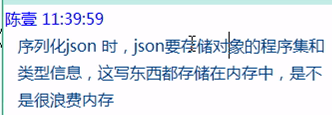 陈壹 11:39:59
序列化json 时，json要存储对象的程序集和
类型信息，这写东西都存储在内存中，是不
是很浪费内存